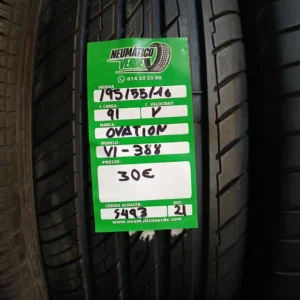 NEUMÁTICO
VERDE
614 20 35 98
195/55/16
C. CARGA: C. VELOCIDAD:
91 V
MARCA:
OVATION
MODELO:
VI-388
PRECIO:
30€
CÓDIGO ALMACÉN: DOT:
5493 21
www.neumaticoverde.com